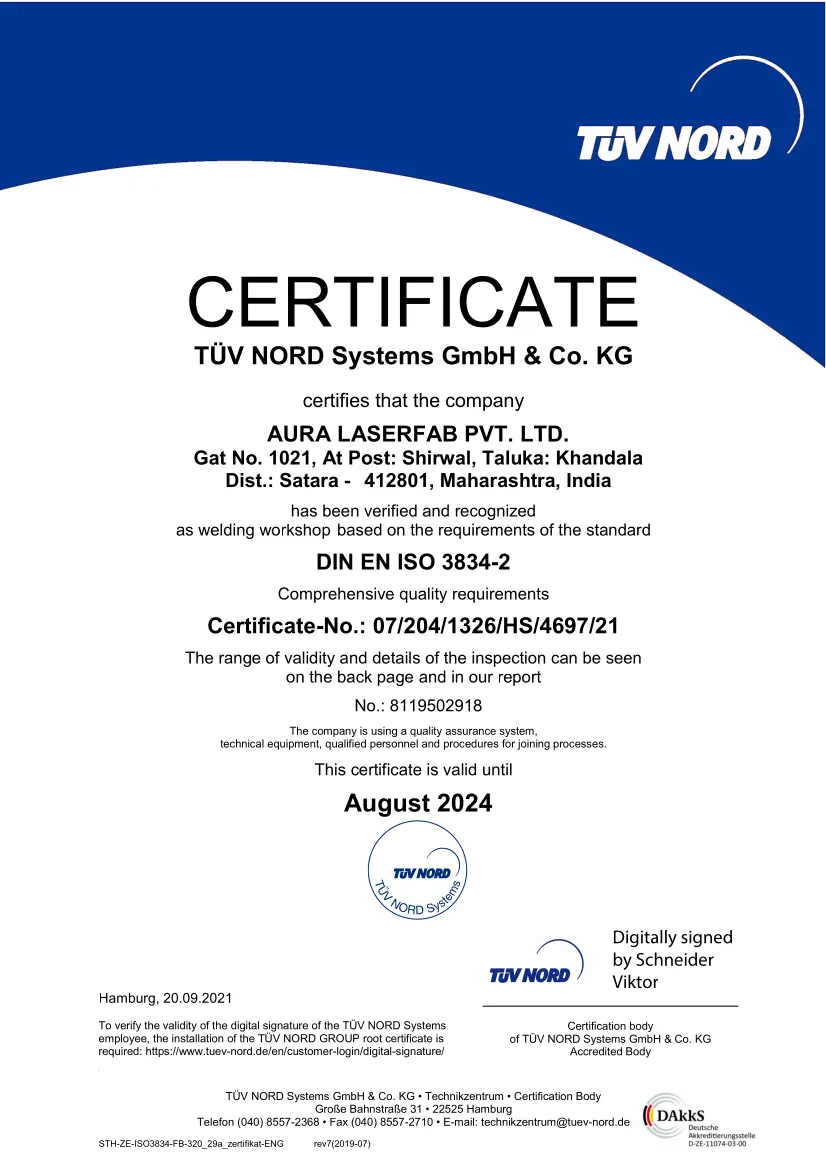 TÜV NORD
CERTIFICATE
TÜV NORD Systems GmbH & Co. KG
certifies that the company
AURA LASERFAB PVT. LTD.
Gat No. 1021, At Post: Shirwal, Taluka: Khandala
Dist.: Satara - 412801, Maharashtra, India
has been verified and recognized
as welding workshop based on the requirements of the standard
DIN EN ISO 3834-2
Comprehensive quality requirements
Certificate-No.: 07/204/1326/HS/4697/21
The range of validity and details of the inspection can be seen
on the back page and in our report
No.: 8119502918
The company is using a quality assurance system,
technical equipment, qualified personnel and procedures for joining processes.
This certificate is valid until
August 2024
TÜV NORD
TÜV NORD Systems
TÜV NORD
Digitally signed
by Schneider
Viktor
Hamburg, 20.09.2021
To verify the validity of the digital signature of the TÜV NORD Systems
employee, the installation of the TÜV NORD GROUP root certificate is
required: https://www.tuev-nord.de/en/customer-login/digital-signature/
Certification body
of TÜV NORD Systems GmbH & Co. KG
Accredited Body
TÜV NORD Systems GmbH & Co. KG • Technikzentrum • Certification Body
Große Bahnstraße 31 • 22525 Hamburg
Telefon (040) 8557-2368 • Fax (040) 8557-2710 • E-mail: technikzentrum@tuev-nord.de
DAkkS
Deutsche
Akkreditierungsstelle
D-ZE-11074-03-00
STH-ZE-ISO3834-FB-320_29a_zertifikat-ENG rev7(2019-07)